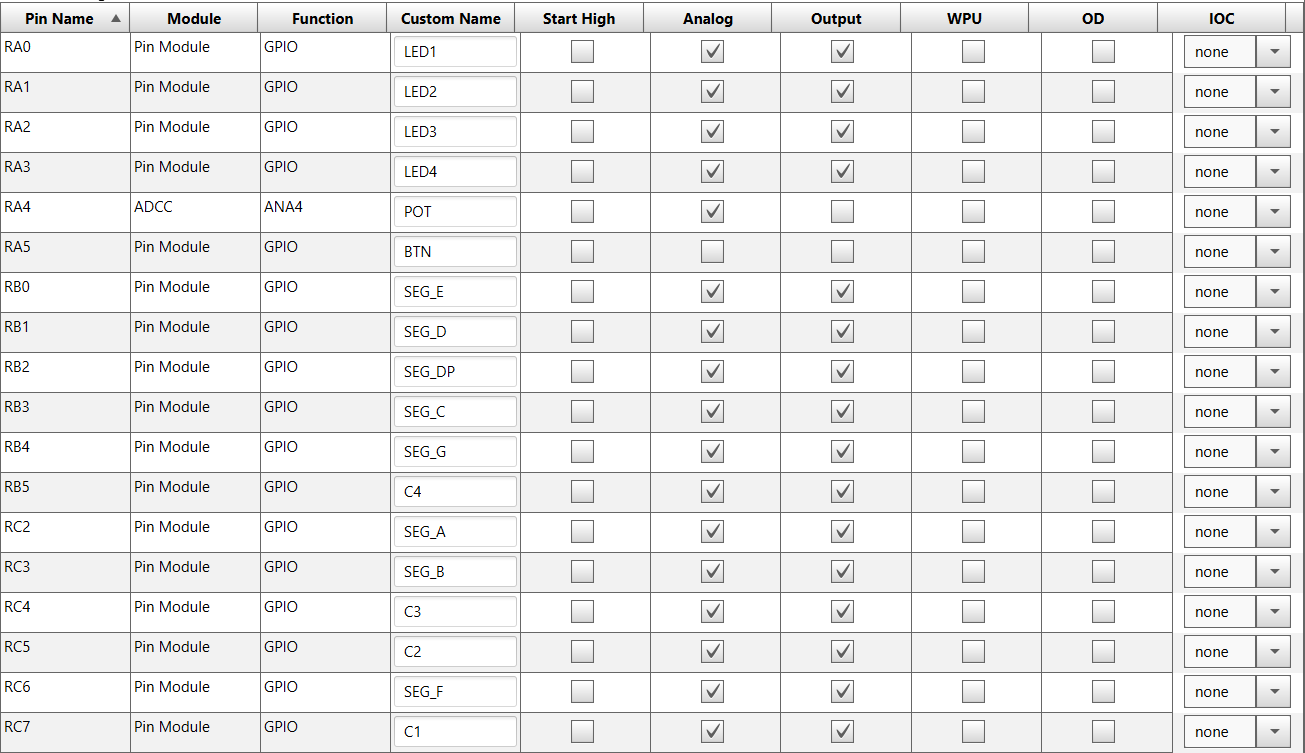 Pin Name Module Function Custom Name Start High Analog Output WPU OD IOC
RA0 Pin Module GPIO LED1 none
RA1 Pin Module GPIO LED2 none
RA2 Pin Module GPIO LED3 none
RA3 Pin Module GPIO LED4 none
RA4 ADCC ANA4 POT none
RA5 Pin Module GPIO BTN none
RB0 Pin Module GPIO SEG_E none
RB1 Pin Module GPIO SEG_D none
RB2 Pin Module GPIO SEG_DP none
RB3 Pin Module GPIO SEG_C none
RB4 Pin Module GPIO SEG_G none
RB5 Pin Module GPIO C4 none
RC2 Pin Module GPIO SEG_A none
RC3 Pin Module GPIO SEG_B none
RC4 Pin Module GPIO C3 none
RC5 Pin Module GPIO C2 none
RC6 Pin Module GPIO SEG_F none
RC7 Pin Module GPIO C1 none